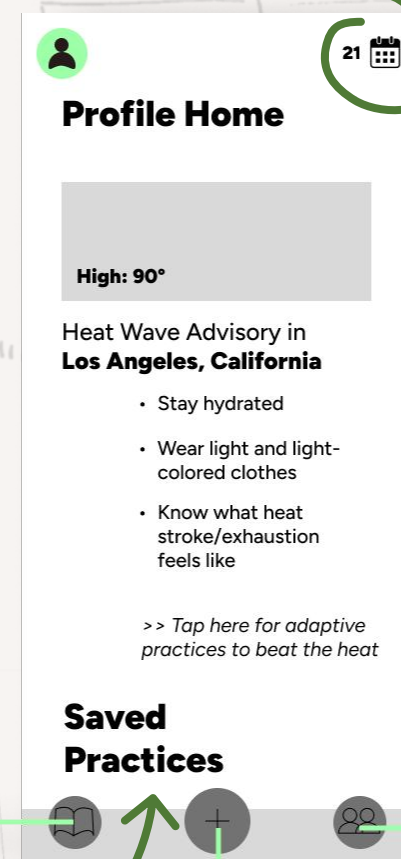 21
Profile Home
High: 90°
Heat Wave Advisory in
Los Angeles, California
• Stay hydrated
• Wear light and light-
colored clothes
• Know what heat
stroke/exhaustion
feels like
>> Tap here for adaptive
practices to beat the heat
Saved
Practices